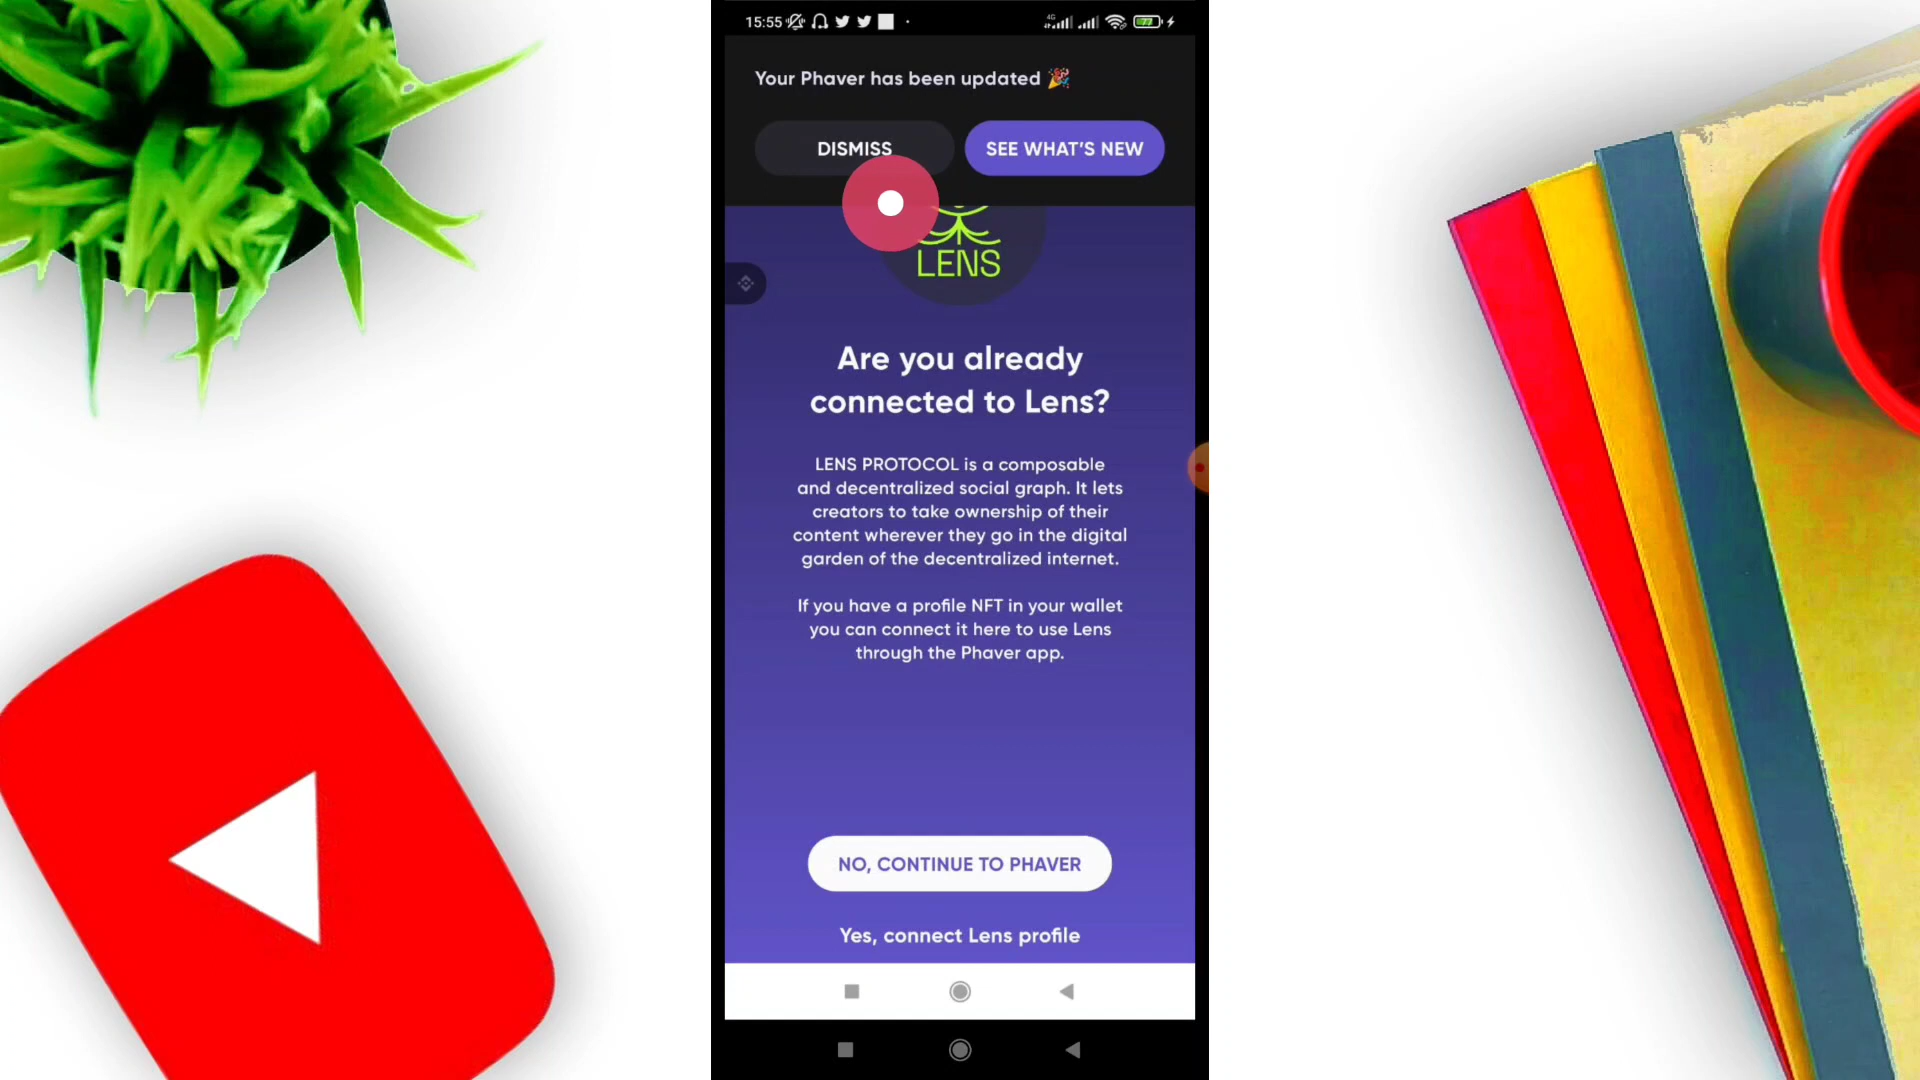 15:55
4G
77
Your Phaver has been updated 🎉
DISMISS
SEE WHAT'S NEW
LENS
Are you already
connected to Lens?
LENS PROTOCOL is a composable
and decentralized social graph. It lets
creators to take ownership of their
content wherever they go in the digital
garden of the decentralized internet.
If you have a profile NFT in your wallet
you can connect it here to use Lens
through the Phaver app.
NO, CONTINUE TO PHAVER
Yes, connect Lens profile